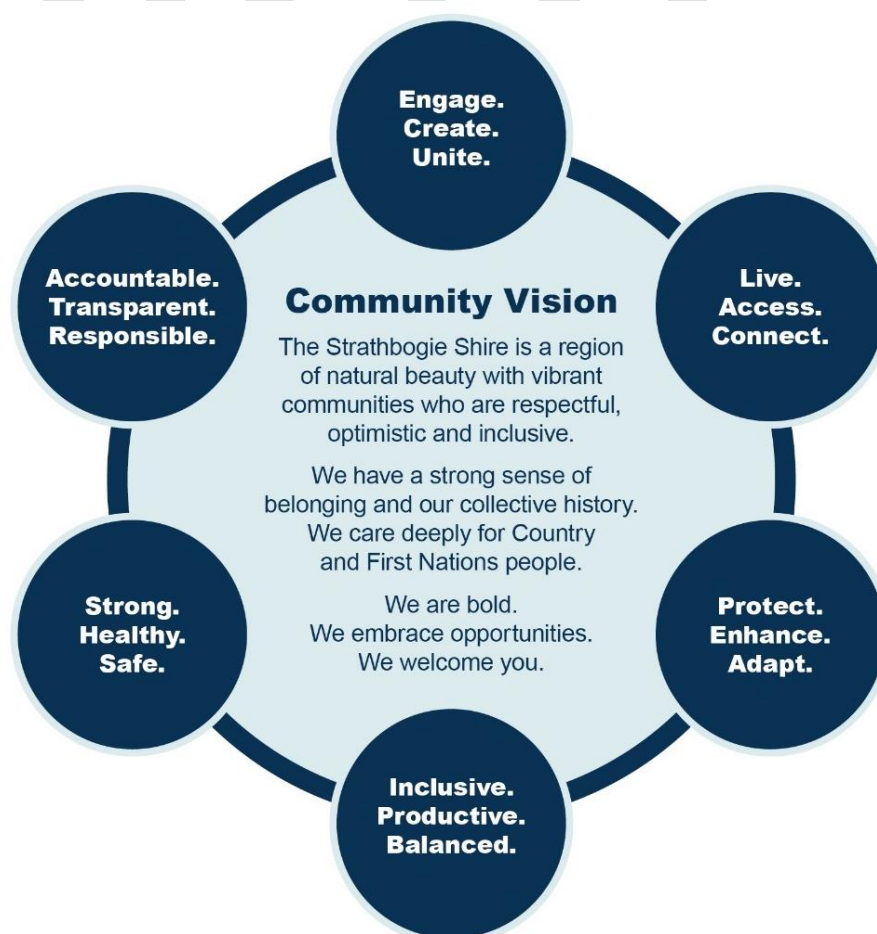 Engage.
Create.
Unite.
Live.
Access.
Connect.
Protect.
Enhance.
Adapt.
Inclusive.
Productive.
Balanced.
Strong.
Healthy.
Safe.
Accountable.
Transparent.
Responsible.
Community Vision
The Strathbogie Shire is a region
of natural beauty with vibrant
communities who are respectful,
optimistic and inclusive.
We have a strong sense of
belonging and our collective history.
We care deeply for Country
and First Nations people.
We are bold.
We embrace opportunities.
We welcome you.